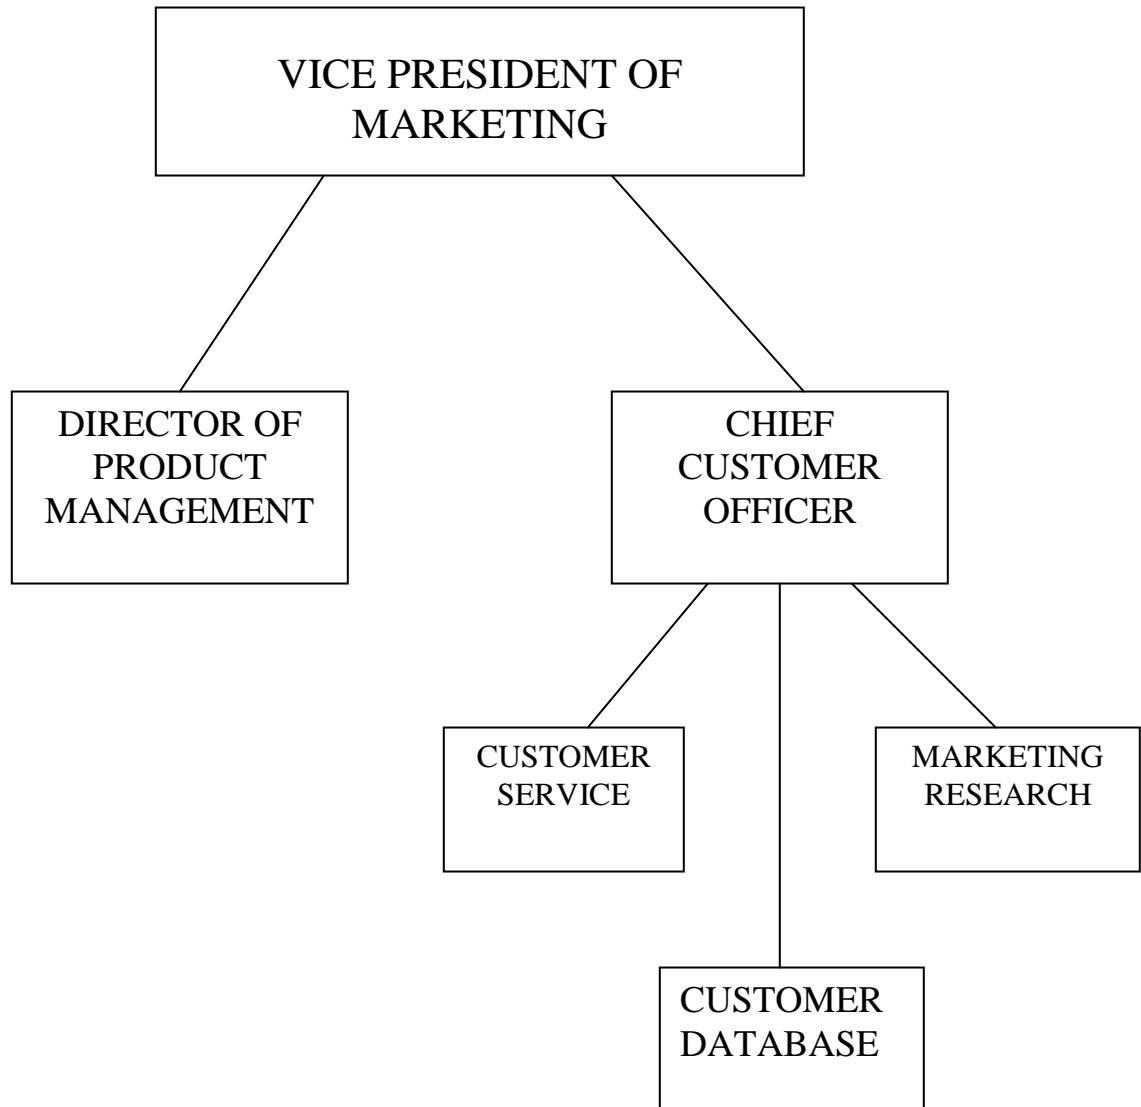 VICE PRESIDENT OF
MARKETING
DIRECTOR OF
PRODUCT
MANAGEMENT
CHIEF
CUSTOMER
OFFICER
CUSTOMER
SERVICE
MARKETING
RESEARCH
CUSTOMER
DATABASE